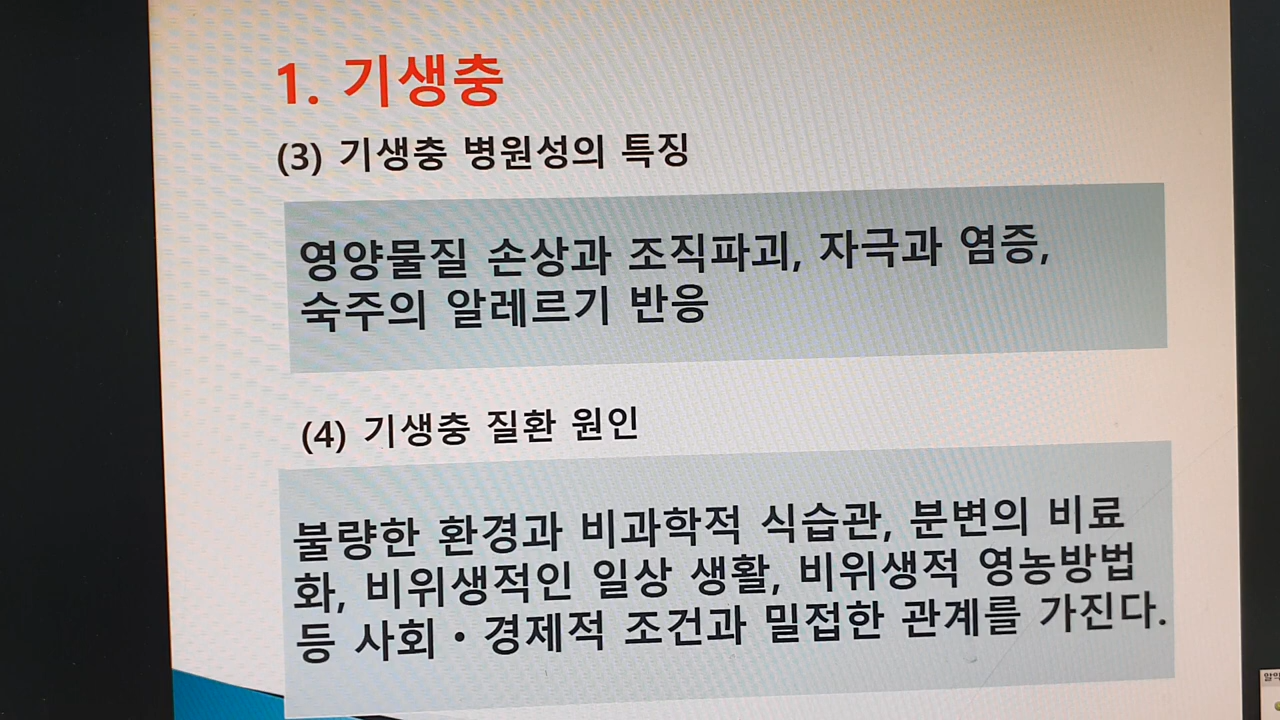 1. 기생충
(3) 기생충 병원성의 특징
영양물질 손상과 조직파괴, 자극과 염증,
숙주의 알레르기 반응
(4) 기생충 질환 원인
불량한 환경과 비과학적 식습관, 분변의 비료
화, 비위생적인 일상 생활, 비위생적 영농방법
등 사회·경제적 조건과 밀접한 관계를 가진다.